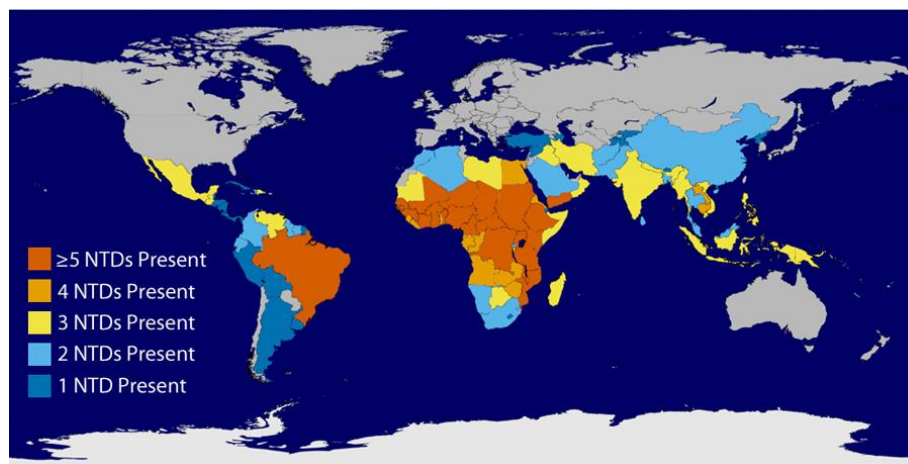 ≥5 NTDs Present
4 NTDs Present
3 NTDs Present
2 NTDs Present
1 NTD Present